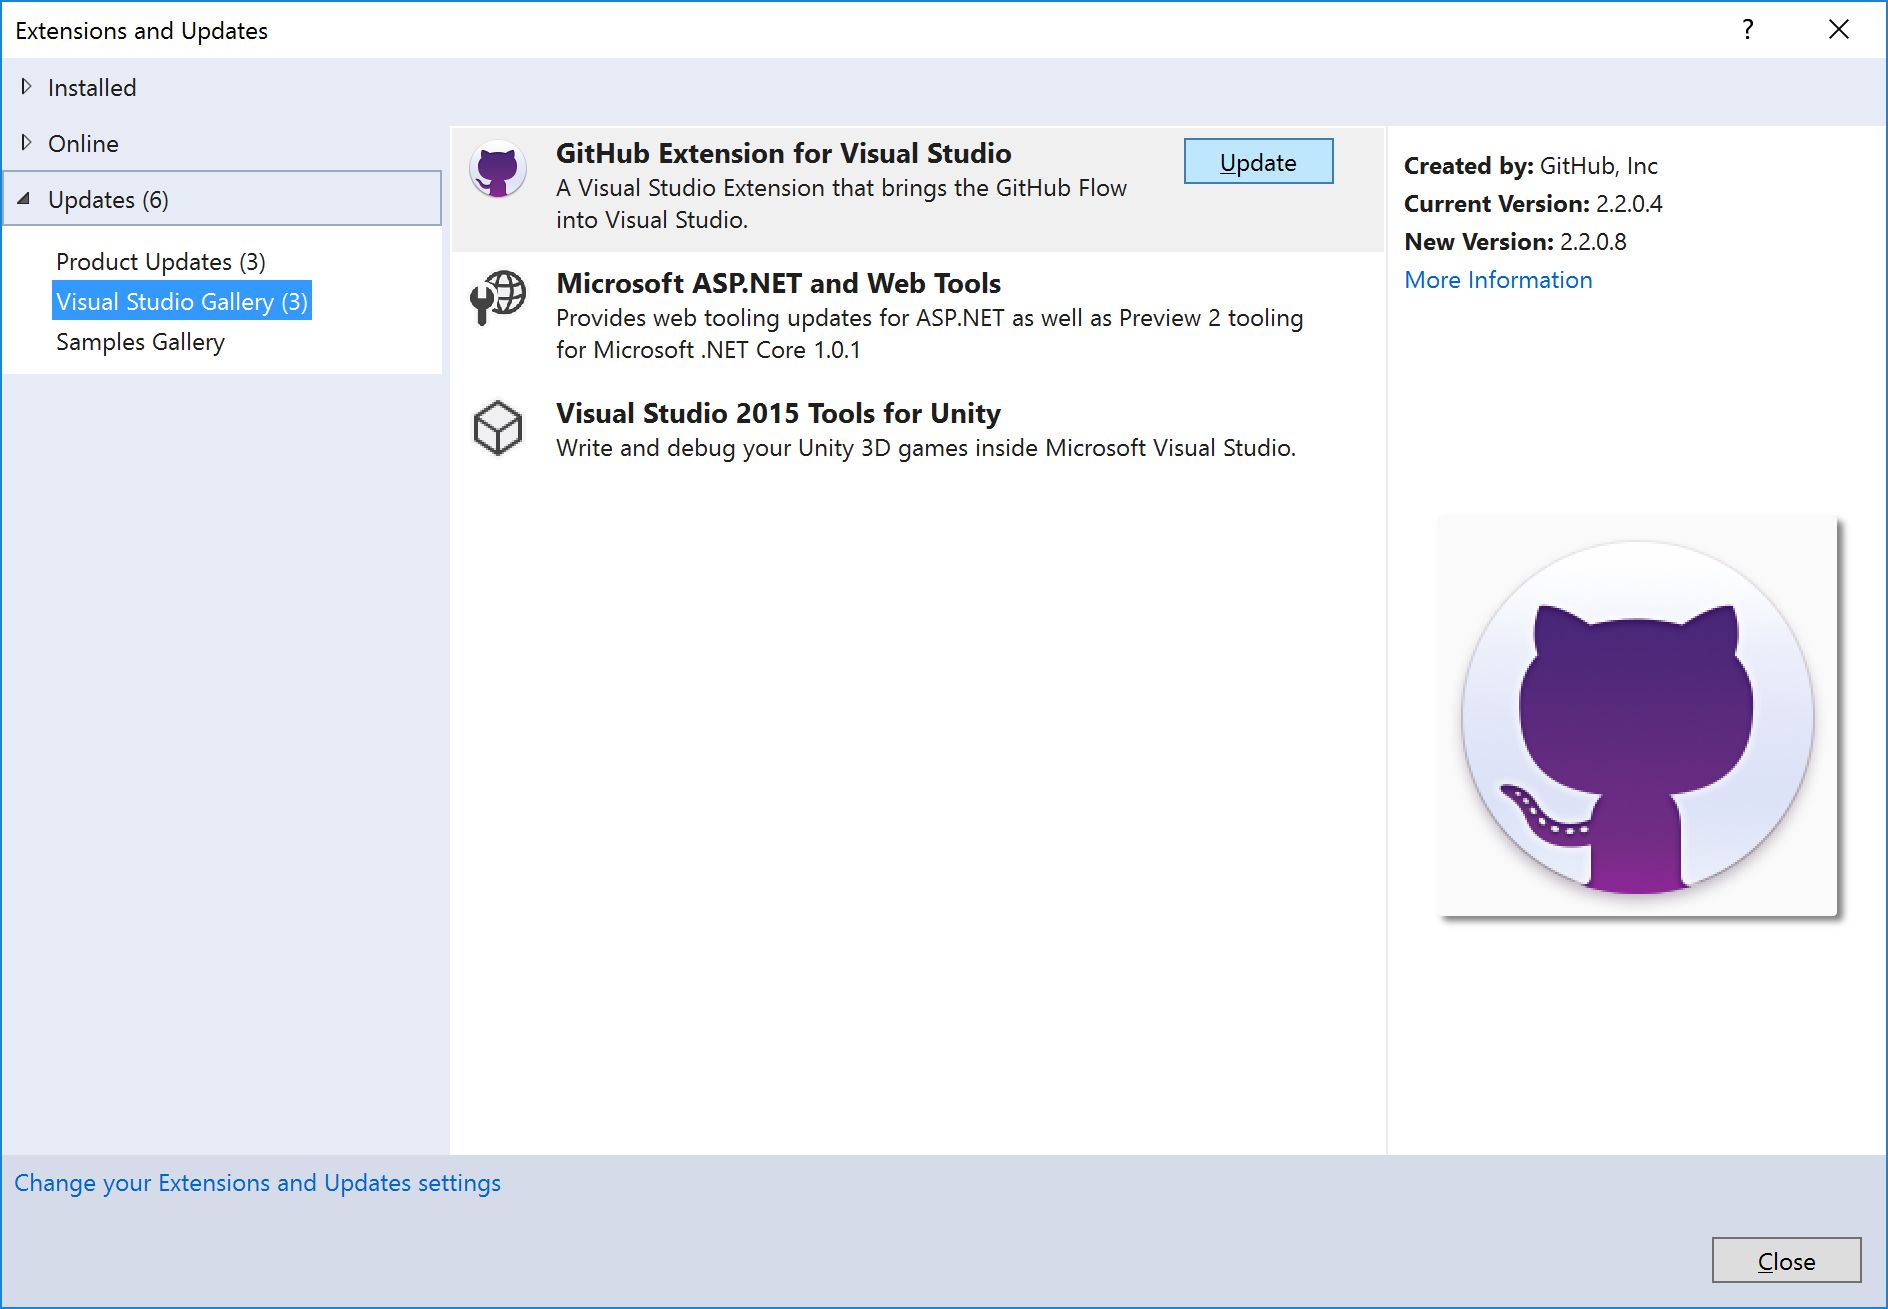 Extensions and Updates
?
Installed
Online
Updates (6)
Product Updates (3)
Visual Studio Gallery (3)
Samples Gallery
GitHub Extension for Visual Studio
A Visual Studio Extension that brings the GitHub Flow
into Visual Studio.
Update
Microsoft ASP.NET and Web Tools
Provides web tooling updates for ASP.NET as well as Preview 2 tooling
for Microsoft .NET Core 1.0.1
Visual Studio 2015 Tools for Unity
Write and debug your Unity 3D games inside Microsoft Visual Studio.
Created by: GitHub, Inc
Current Version: 2.2.0.4
New Version: 2.2.0.8
More Information
Change your Extensions and Updates settings
Close